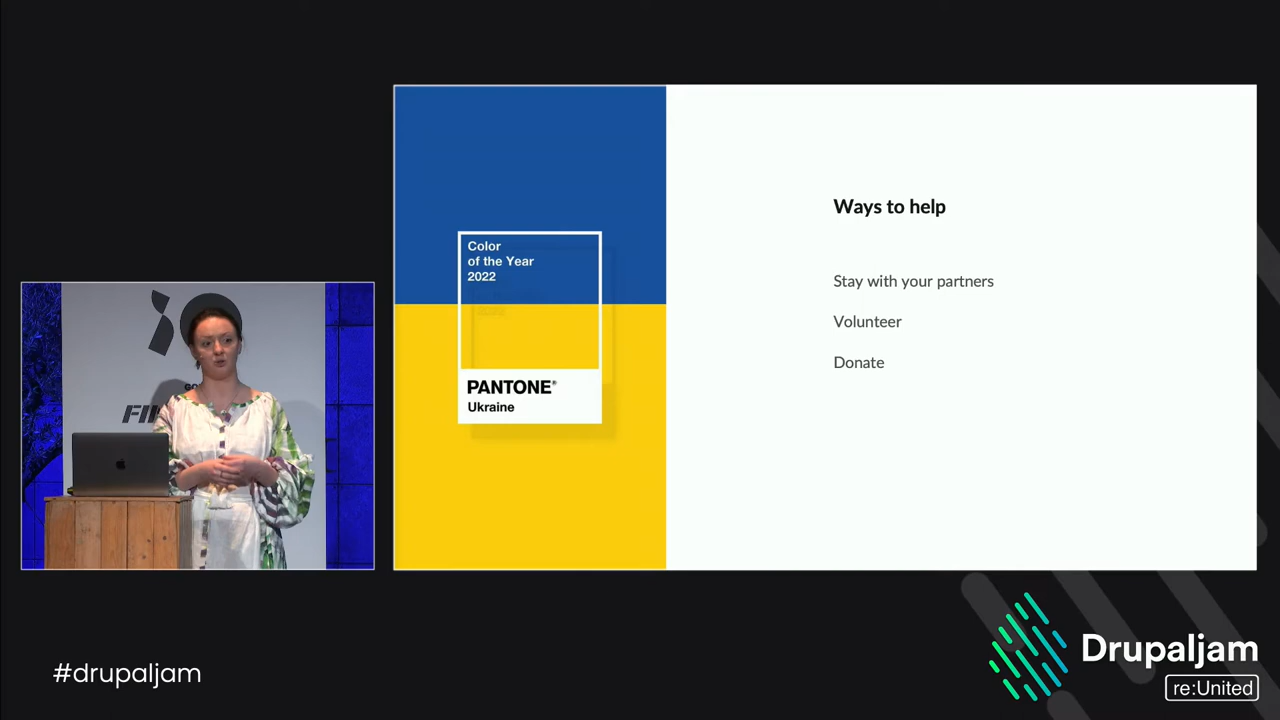 Color
of the Year
2022
PANTONE®
Ukraine
Ways to help
Stay with your partners
Volunteer
Donate
#drupaljam
Drupaljam
re:United